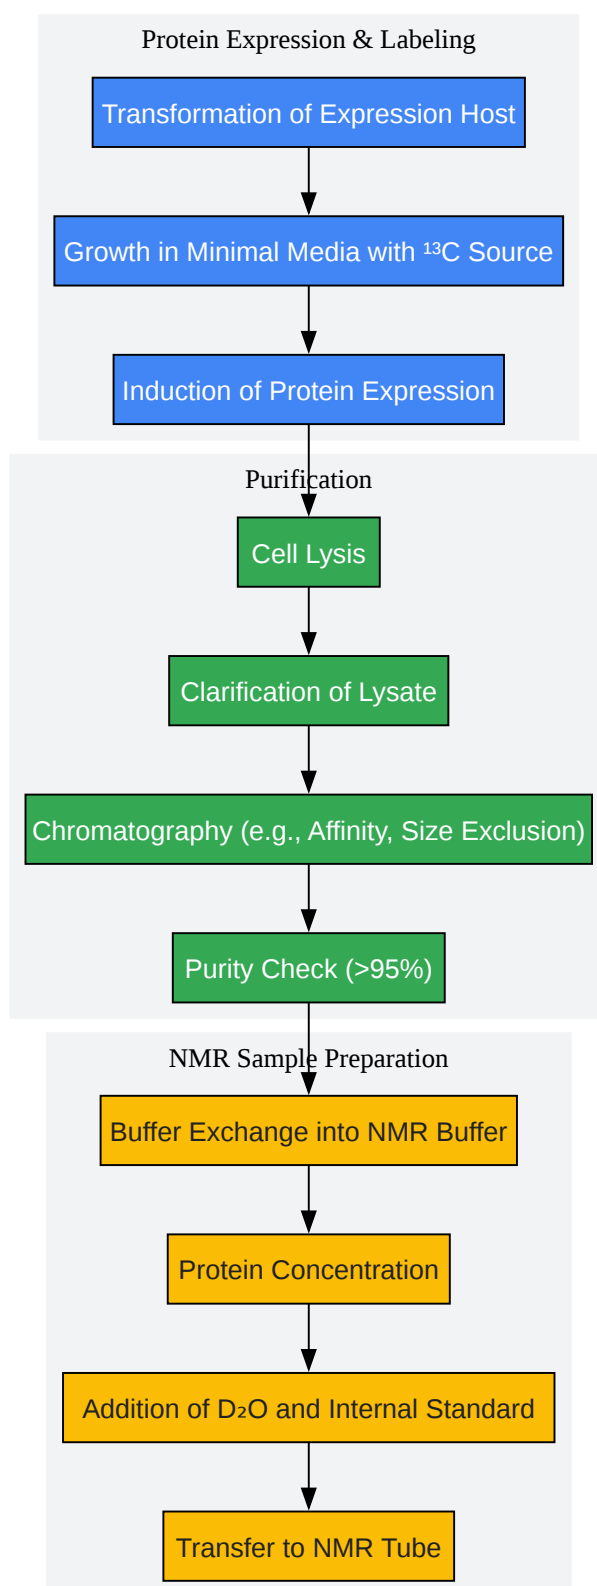 Protein Expression & Labeling
Transformation of Expression Host
Growth in Minimal Media with ¹³C Source
Induction of Protein Expression
Purification
Cell Lysis
Clarification of Lysate
Chromatography (e.g., Affinity, Size Exclusion)
Purity Check (>95%)
NMR Sample Preparation
Buffer Exchange into NMR Buffer
Protein Concentration
Addition of D₂O and Internal Standard
Transfer to NMR Tube